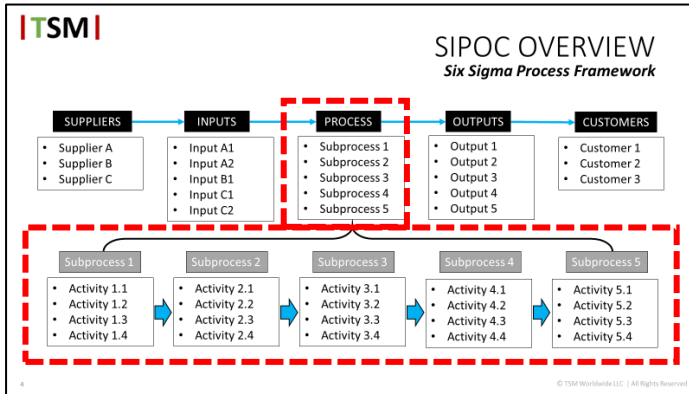 |TSM|
SIPOC OVERVIEW
Six Sigma Process Framework
SUPPLIERS
INPUTS
PROCESS
OUTPUTS
CUSTOMERS
• Supplier A
• Supplier B
• Supplier C
• Input A1
• Input A2
• Input B1
• Input C1
• Input C2
• Subprocess 1
• Subprocess 2
• Subprocess 3
• Subprocess 4
• Subprocess 5
• Output 1
• Output 2
• Output 3
• Output 4
• Output 5
• Customer 1
• Customer 2
• Customer 3
Subprocess 1
Subprocess 2
Subprocess 3
Subprocess 4
Subprocess 5
• Activity 1.1
• Activity 1.2
• Activity 1.3
• Activity 1.4
• Activity 2.1
• Activity 2.2
• Activity 2.3
• Activity 2.4
• Activity 3.1
• Activity 3.2
• Activity 3.3
• Activity 3.4
• Activity 4.1
• Activity 4.2
• Activity 4.3
• Activity 4.4
• Activity 5.1
• Activity 5.2
• Activity 5.3
• Activity 5.4
4
© TSM Worldwide LLC | All Rights Reserved